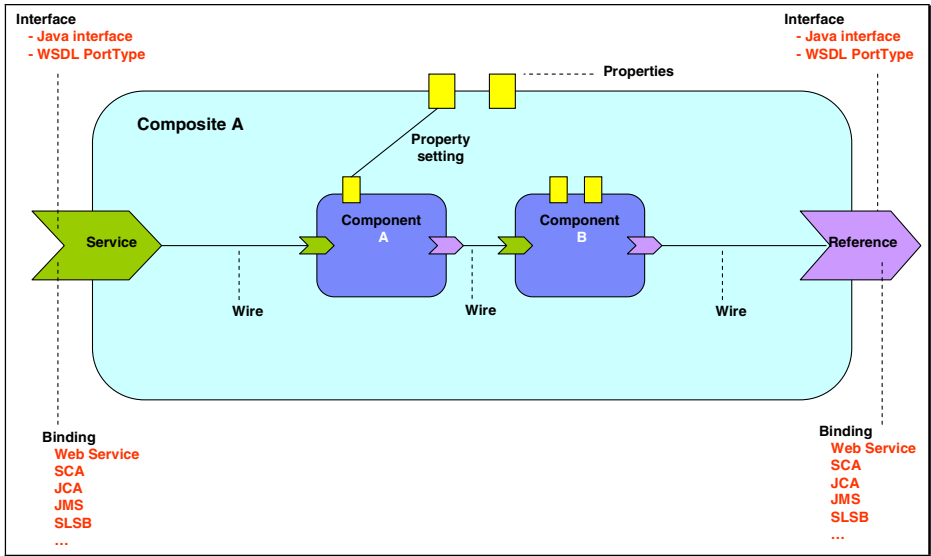 Interface
- Java interface
- WSDL PortType
Interface
- Java interface
- WSDL PortType
Properties
Composite A
Property
setting
Component
A
Component
B
Service
Reference
Wire
Wire
Wire
Binding
Web Service
SCA
JCA
JMS
SLSB
...
Binding
Web Service
SCA
JCA
JMS
SLSB
...